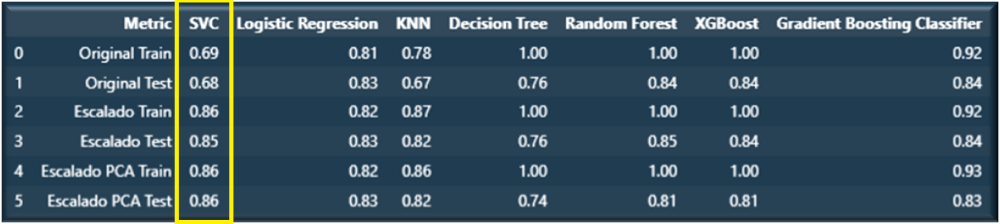 Metric SVC Logistic Regression KNN Decision Tree Random Forest XGBoost Gradient Boosting Classifier
0 Original Train 0.69 0.81 0.78 1.00 1.00 1.00 0.92
1 Original Test 0.68 0.83 0.67 0.76 0.84 0.84 0.84
2 Escalado Train 0.86 0.82 0.87 1.00 1.00 1.00 0.92
3 Escalado Test 0.85 0.83 0.82 0.76 0.85 0.84 0.84
4 Escalado PCA Train 0.86 0.82 0.86 1.00 1.00 1.00 0.93
5 Escalado PCA Test 0.86 0.83 0.82 0.74 0.81 0.81 0.83